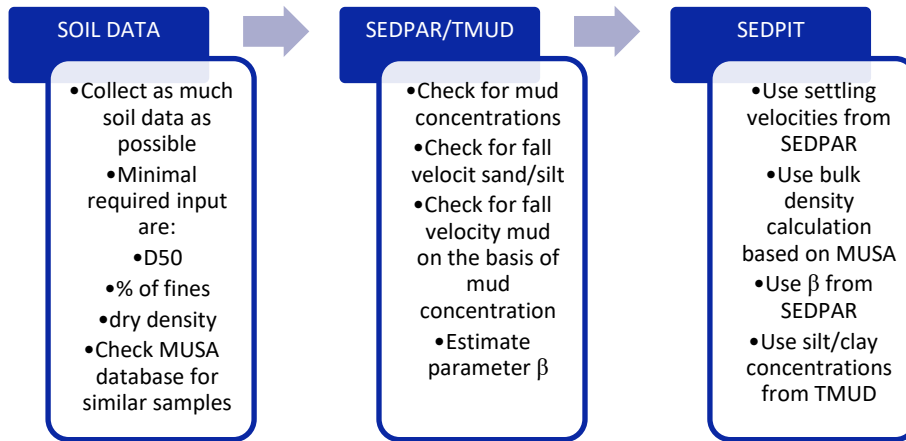 SOIL DATA
•Collect as much
soil data as
possible
•Minimal
required input
are:
•D50
•% of fines
•dry density
•Check MUSA
database for
similar samples
SEDPAR/TMUD
•Check for mud
concentrations
•Check for fall
velocit sand/silt
•Check for fall
velocity mud
on the basis of
mud
concentration
•Estimate
parameter β
SEDPIT
•Use settling
velocities from
SEDPAR
•Use bulk
density
calculation
based on MUSA
•Use β from
SEDPAR
•Use silt/clay
concentrations
from TMUD